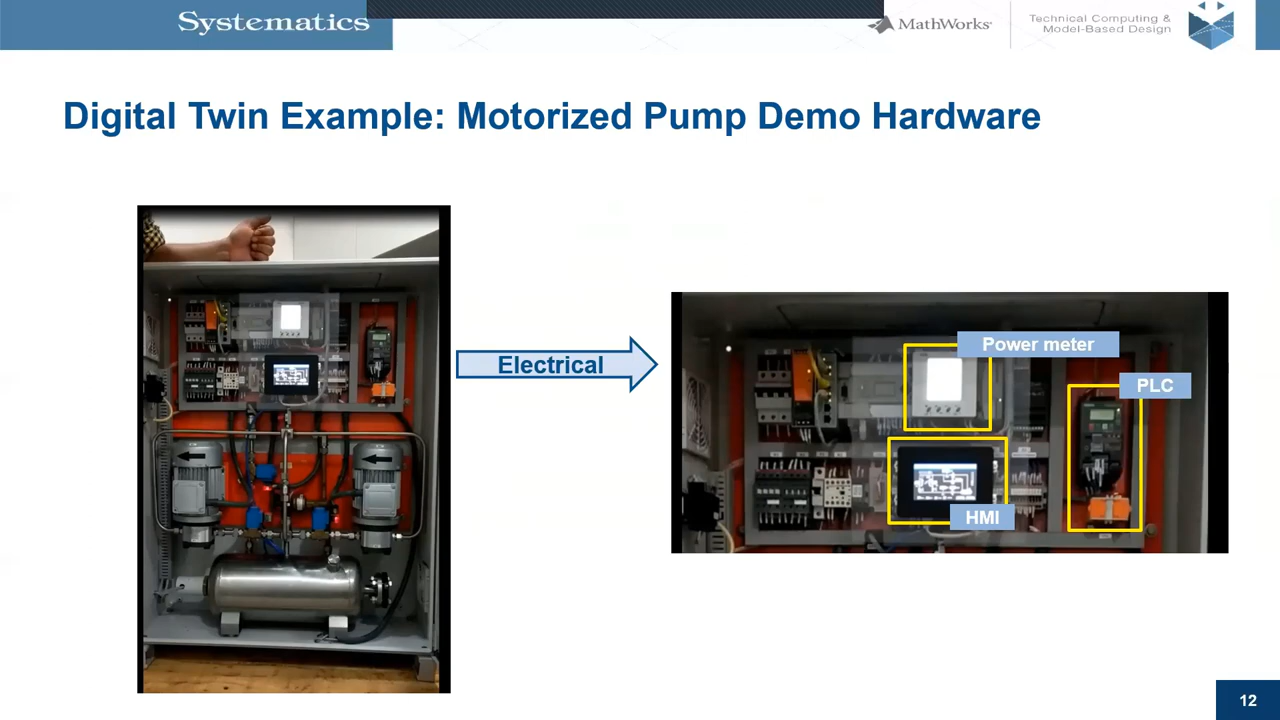 Systematics
MathWorks®
Technical Computing &
Model-Based Design
Digital Twin Example: Motorized Pump Demo Hardware
Electrical
Power meter
PLC
HMI
12